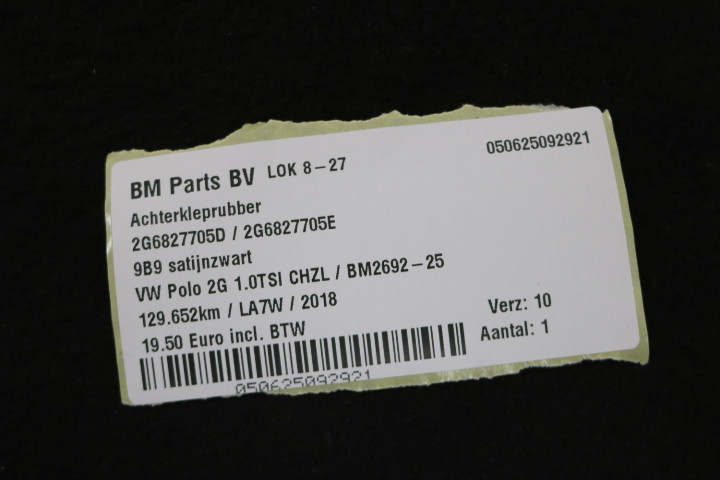 BM Parts BV LOK 8-27 050625092921
Achterkleprubber
2G6827705D / 2G6827705E
9B9 satijnzwart
VW Polo 2G 1.0TSI CHZL / BM2692-25
129.652km / LA7W / 2018 Verz: 10
19.50 Euro incl. BTW Aantal: 1
050625092921